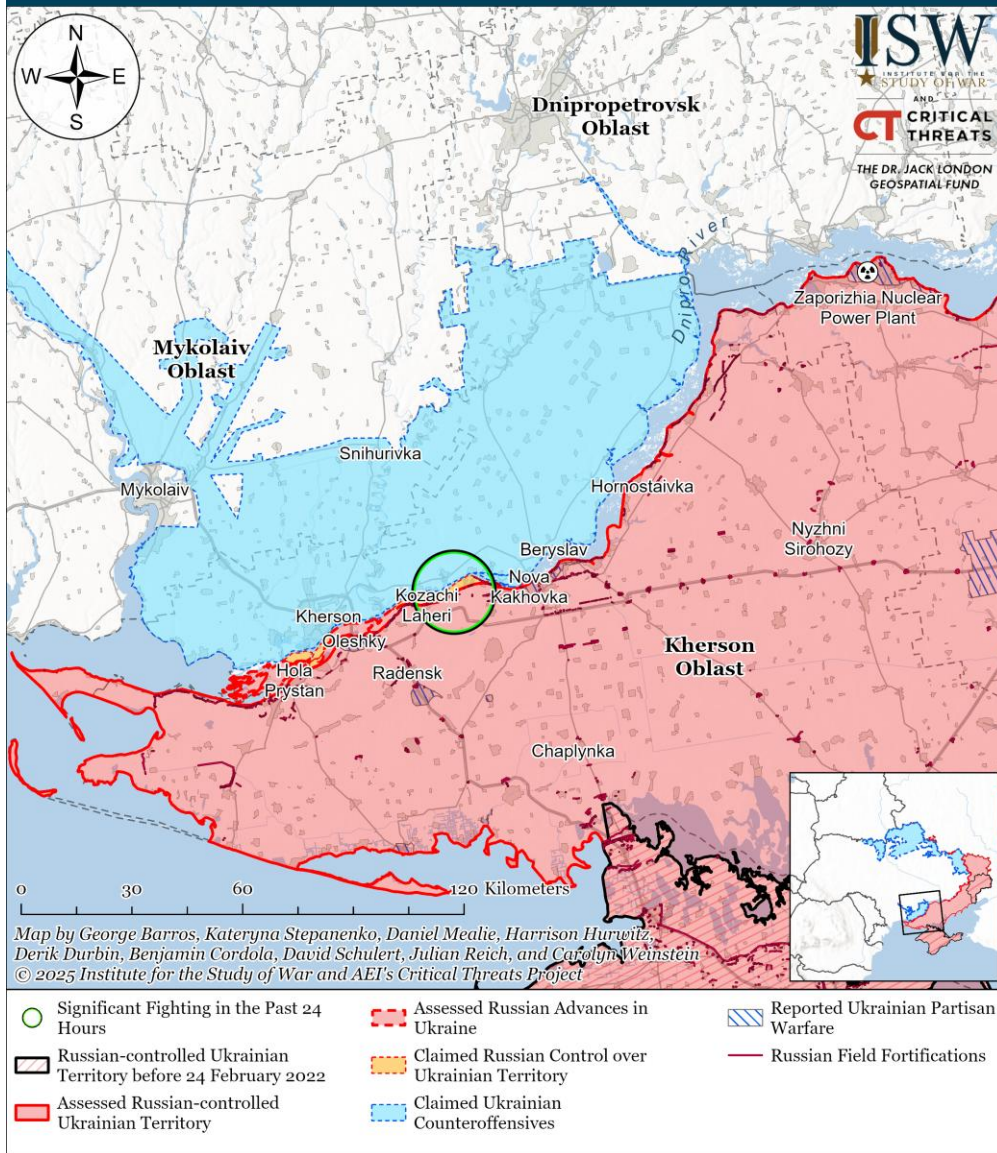 N
W
E
S
ISW
INSTITUTE FOR THE
STUDY OF WAR
AND
CT CRITICAL
THREATS
THE DR. JACK LONDON
GEOSPATIAL FUND
Dnipropetrovsk
Oblast
Dnipro River
Zaporizhia Nuclear
Power Plant
Mykolaiv
Oblast
Snihurivka
Mykolaiv
Hornostaivka
Nyzhni
Sirohozy
Beryslav
Nova
Kakhovka
Kozachi
Laheri
Kherson
Oleshky
Kherson
Oblast
Hola
Prystan
Radensk
Chaplynka
0 30 60 120 Kilometers
Map by George Barros, Kateryna Stepanenko, Daniel Mealie, Harrison Hurwitz,
Derik Durbin, Benjamin Cordola, David Schulert, Julian Reich, and Carolyn Weinstein
© 2025 Institute for the Study of War and AEI's Critical Threats Project
Significant Fighting in the Past 24
Hours
Russian-controlled Ukrainian
Territory before 24 February 2022
Assessed Russian-controlled
Ukrainian Territory
Assessed Russian Advances in
Ukraine
Claimed Russian Control over
Ukrainian Territory
Claimed Ukrainian
Counteroffensives
Reported Ukrainian Partisan
Warfare
Russian Field Fortifications